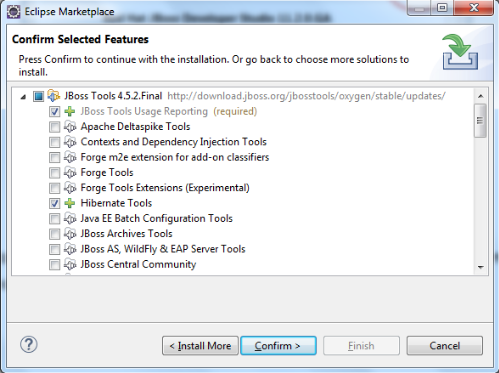 Eclipse Marketplace
Confirm Selected Features
Press Confirm to continue with the installation. Or go back to choose more solutions to
install.
JBoss Tools 4.5.2.Final http://download.jboss.org/jbosstools/oxygen/stable/updates/
JBoss Tools Usage Reporting (required)
Apache Deltaspike Tools
Contexts and Dependency Injection Tools
Forge m2e extension for add-on classifiers
Forge Tools
Forge Tools Extensions (Experimental)
Hibernate Tools
Java EE Batch Configuration Tools
JBoss Archives Tools
JBoss AS, WildFly & EAP Server Tools
JBoss Central Community
< Install More
Confirm >
Finish
Cancel